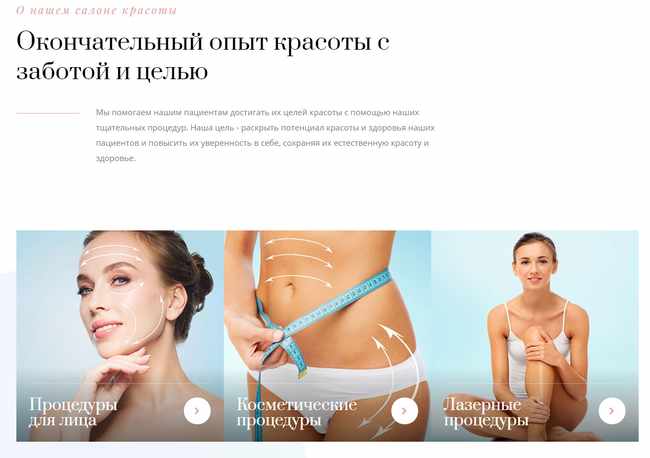 О нашем салоне красоты
Окончательный опыт красоты с
заботой и целью
Мы помогаем нашим пациентам достигать их целей красоты с помощью наших
тщательных процедур. Наша цель - раскрыть потенциал красоты и здоровья наших
пациентов и повысить их уверенность в себе, сохраняя их естественную красоту и
здоровье.
Процедуры
для лица
Косметические
процедуры
Лазерные
процедуры